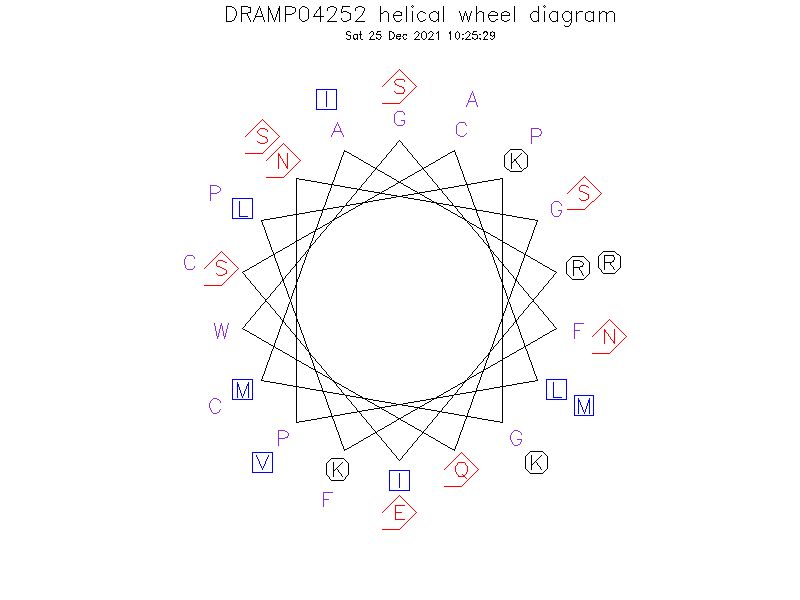 DRAMP04252 helical wheel diagram
Sat 25 Dec 2021 10:25:29
S
I A
G
A C
S P
N K
P S
L G
C R
S R
W F
N
M L
C M
P G
V K K
I Q
F
E